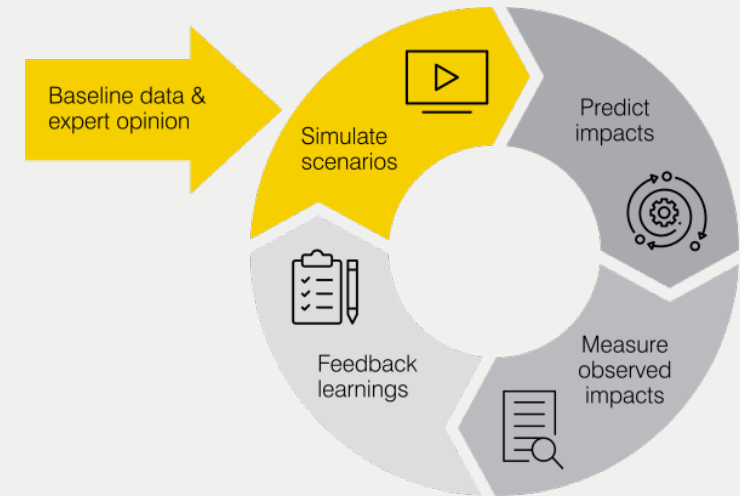 Baseline data &
expert opinion
Simulate
scenarios
Predict
impacts
Measure
observed
impacts
Feedback
learnings